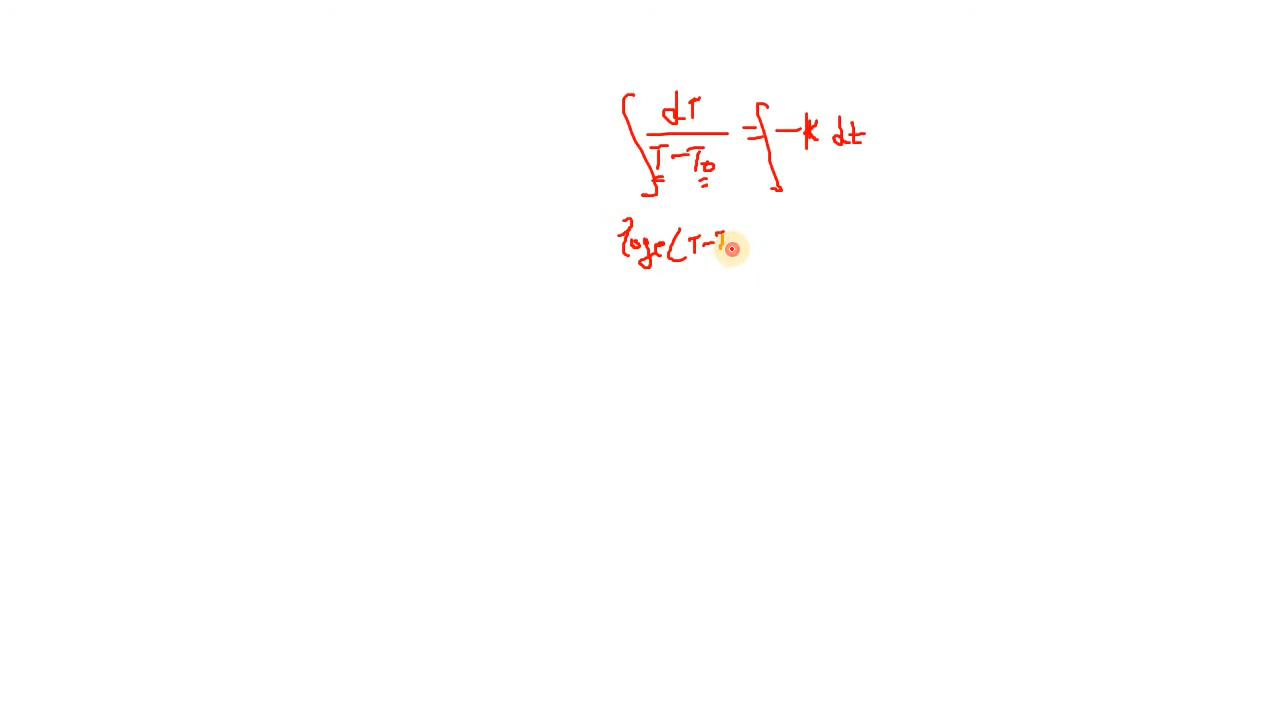 ∫ dT / (T - T₀) = ∫ -K dt
loge(T-T